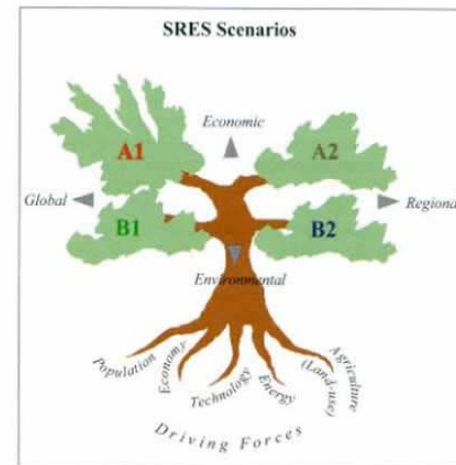 SRES Scenarios
Economic
A1
A2
Global
Regional
B1
B2
Environmental
Population
Economy
Technology
Energy
Agriculture
(Land-use)
Driving Forces